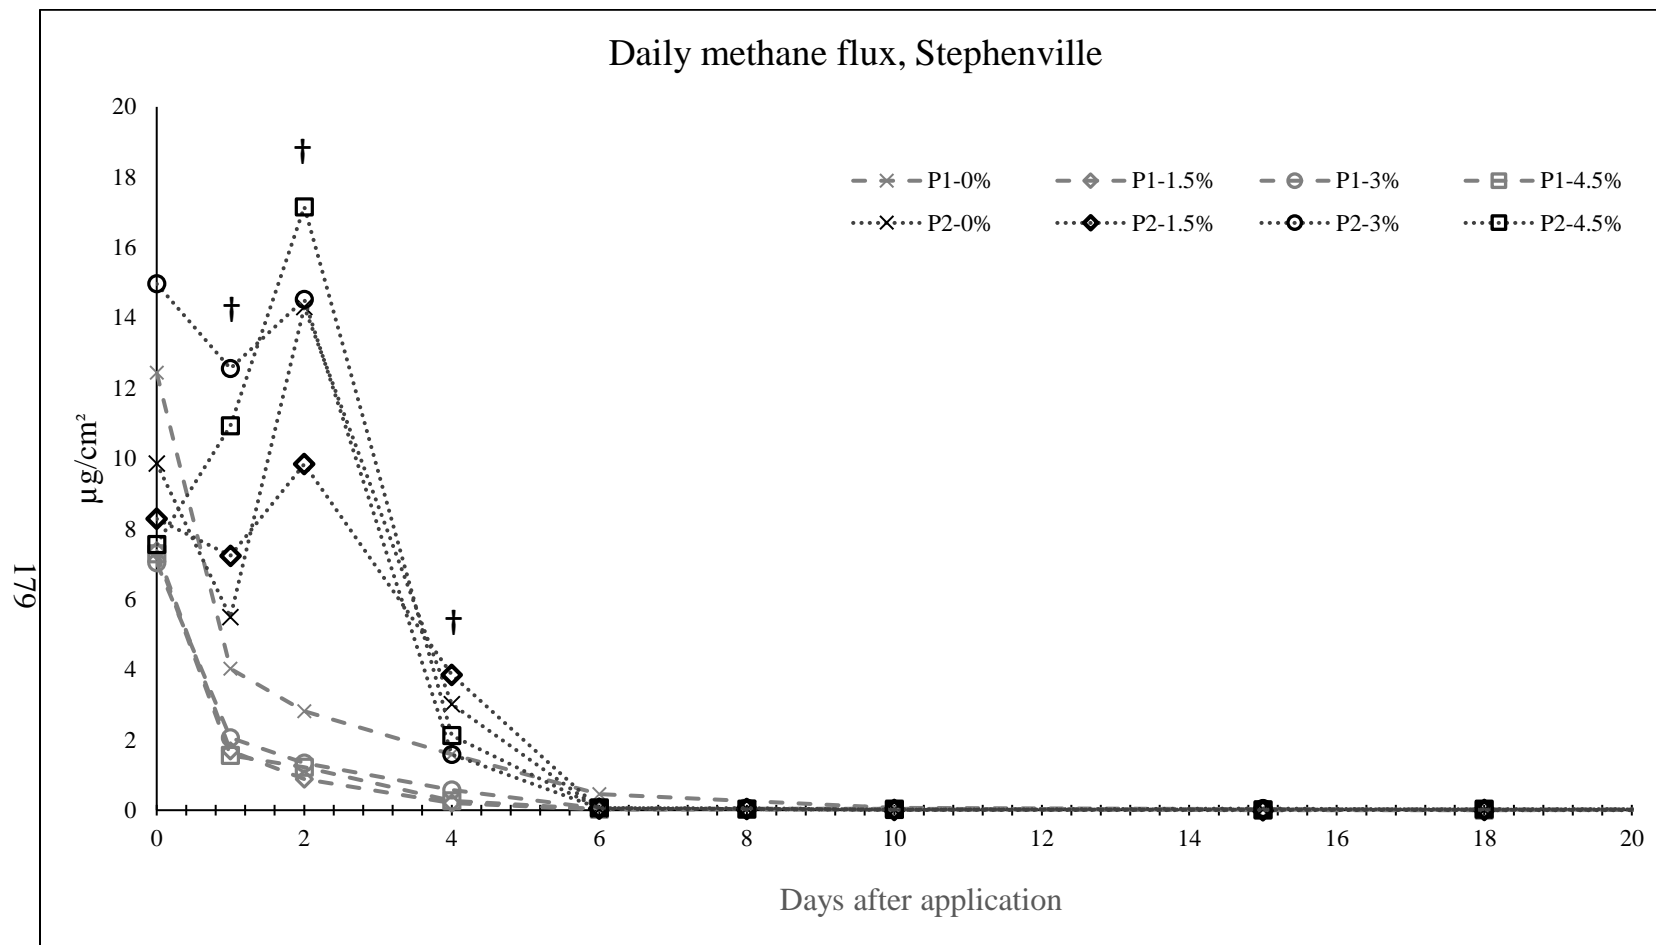 Daily methane flux, Stephenville
20
18
16
14
12
10
8
6
4
2
0
µg/cm²
†
†
†
P1-0% P1-1.5% P1-3% P1-4.5%
P2-0% P2-1.5% P2-3% P2-4.5%
0 2 4 6 8 10 12 14 16 18 20
Days after application
179